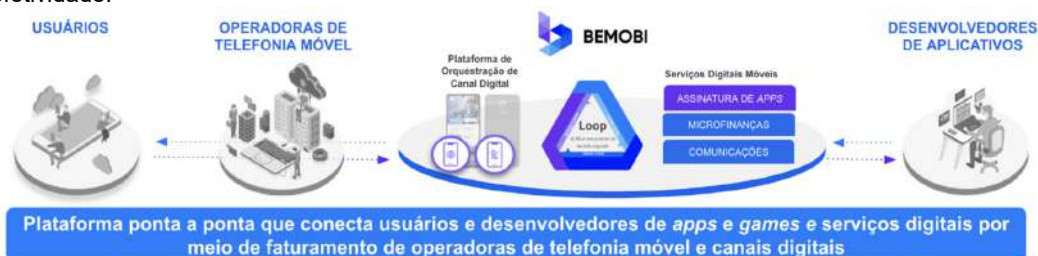 USUÁRIOS
OPERADORAS DE
TELEFONIA MÓVEL
BEMOBI
DESENVOLVEDORES
DE APLICATIVOS
Plataforma de
Orquestração de
Canal Digital
Loop
Serviços Digitais Móveis
ASSINATURA DE APPS
MICROFINANÇAS
COMUNICAÇÕES
Plataforma ponta a ponta que conecta usuários e desenvolvedores de apps e games e serviços digitais por
meio de faturamento de operadoras de telefonia móvel e canais digitais